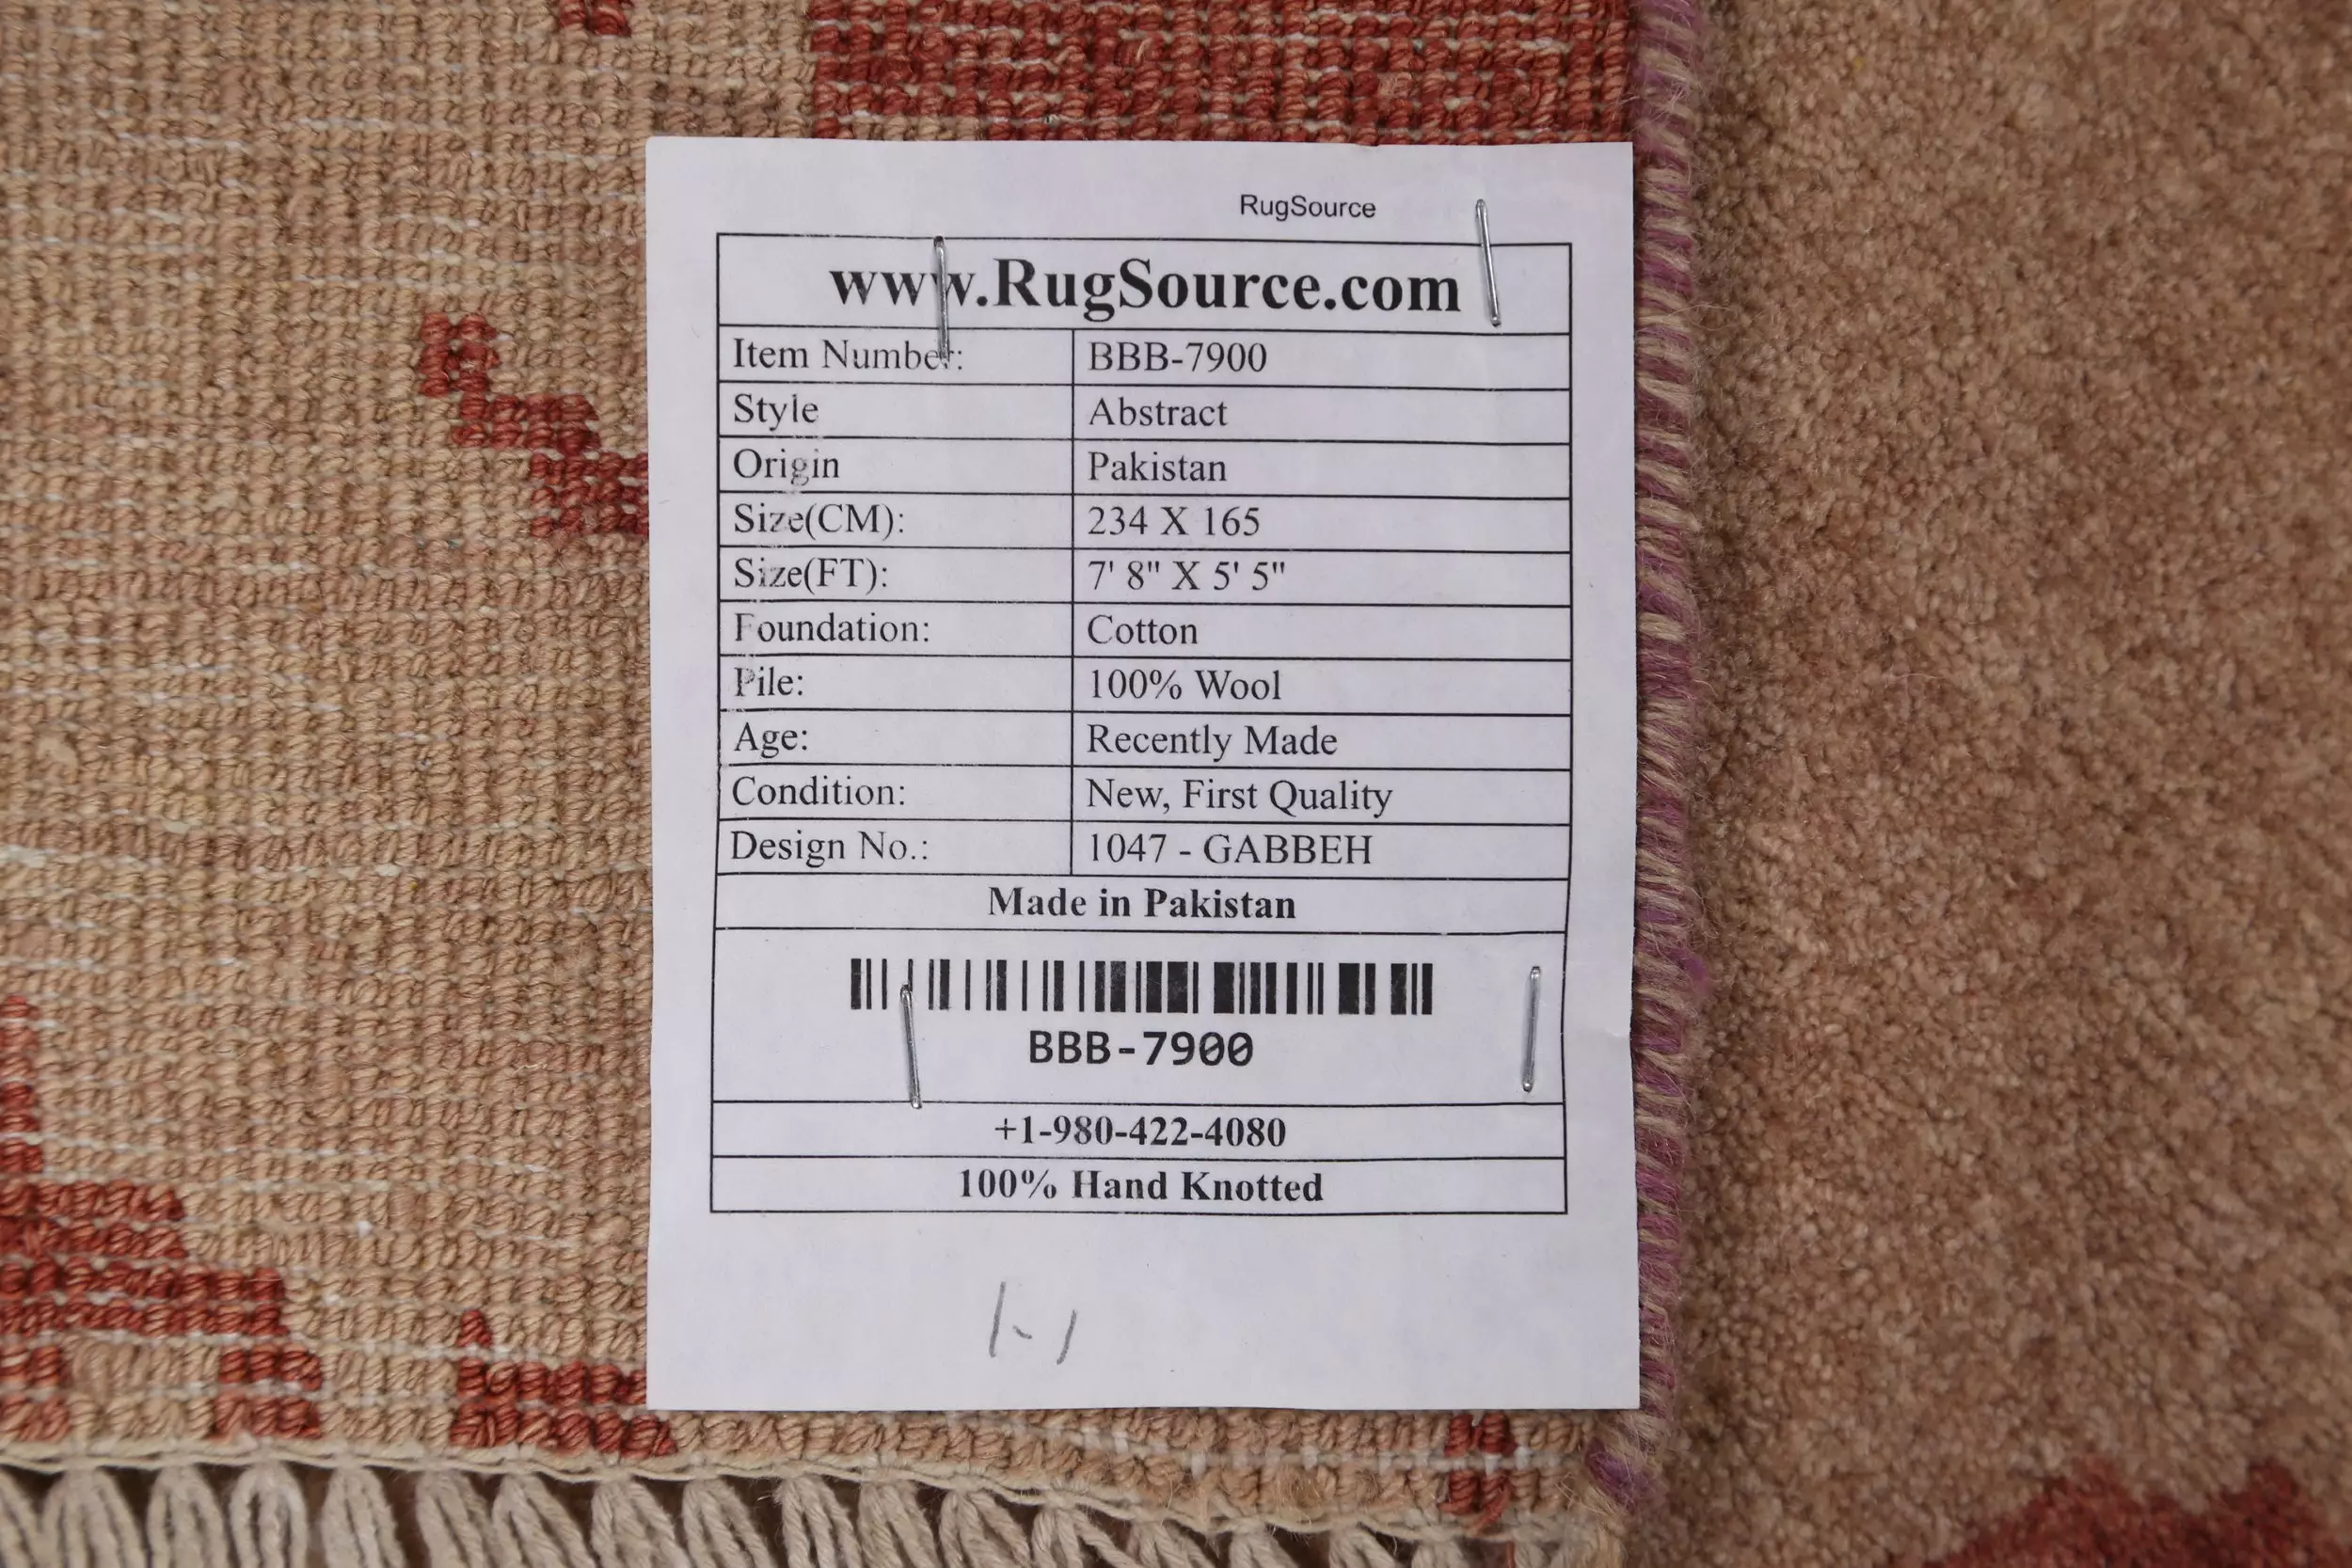 RugSource
www.RugSource.com
Item Number: BBB-7900
Style Abstract
Origin Pakistan
Size(CM): 234 X 165
Size(FT): 7' 8" X 5' 5"
Foundation: Cotton
Pile: 100% Wool
Age: Recently Made
Condition: New, First Quality
Design No.: 1047 - GABBEH
Made in Pakistan
BBB-7900
+1-980-422-4080
100% Hand Knotted